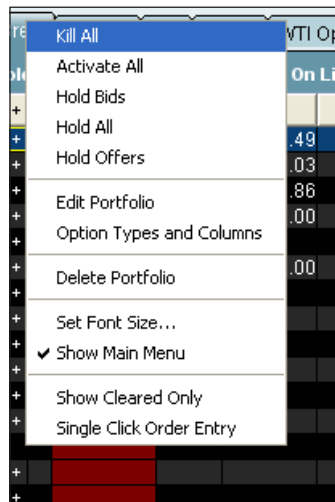 Kill All
VTI Op
Activate All
On Li
Hold Bids
Hold All
.49
Hold Offers
.03
.86
Edit Portfolio
.00
Option Types and Columns
Delete Portfolio
.00
Set Font Size...
Show Main Menu
Show Cleared Only
Single Click Order Entry